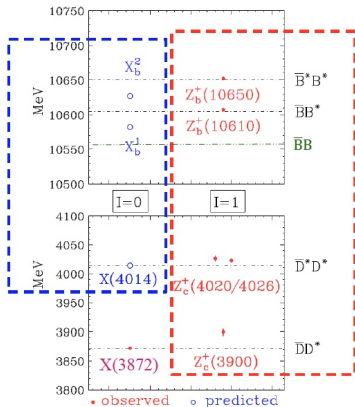 10750
10700
X_b^2
10650
B̄*B*
Z_b^+(10650)
MeV
10600
B̄B*
Z_b^+(10610)
X_b^1
10550
B̄B
10500
I=0
I=1
4100
4050
MeV
4000
D̄*D*
X(4014)
Z_c^+(4020/4026)
3950
3900
D̄D*
3850
X(3872)
Z_c^+(3900)
3800
observed
predicted